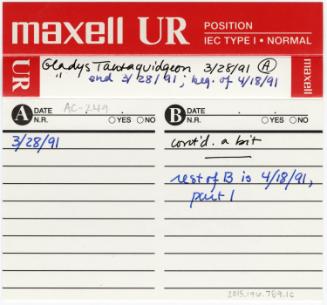 maxell UR POSITION
IEC TYPE I • NORMAL
UR
Gladys Tantaquidgeon 3/28/91 Ⓐ
" end 3/28/91; beg. of 4/18/91
maxell
A DATE AC-249 B DATE
N.R. ○YES ○NO N.R. ○YES ○NO
3/28/91 cont'd. a bit
rest of B is 4/18/91,
part 1
2015.196.789.1c